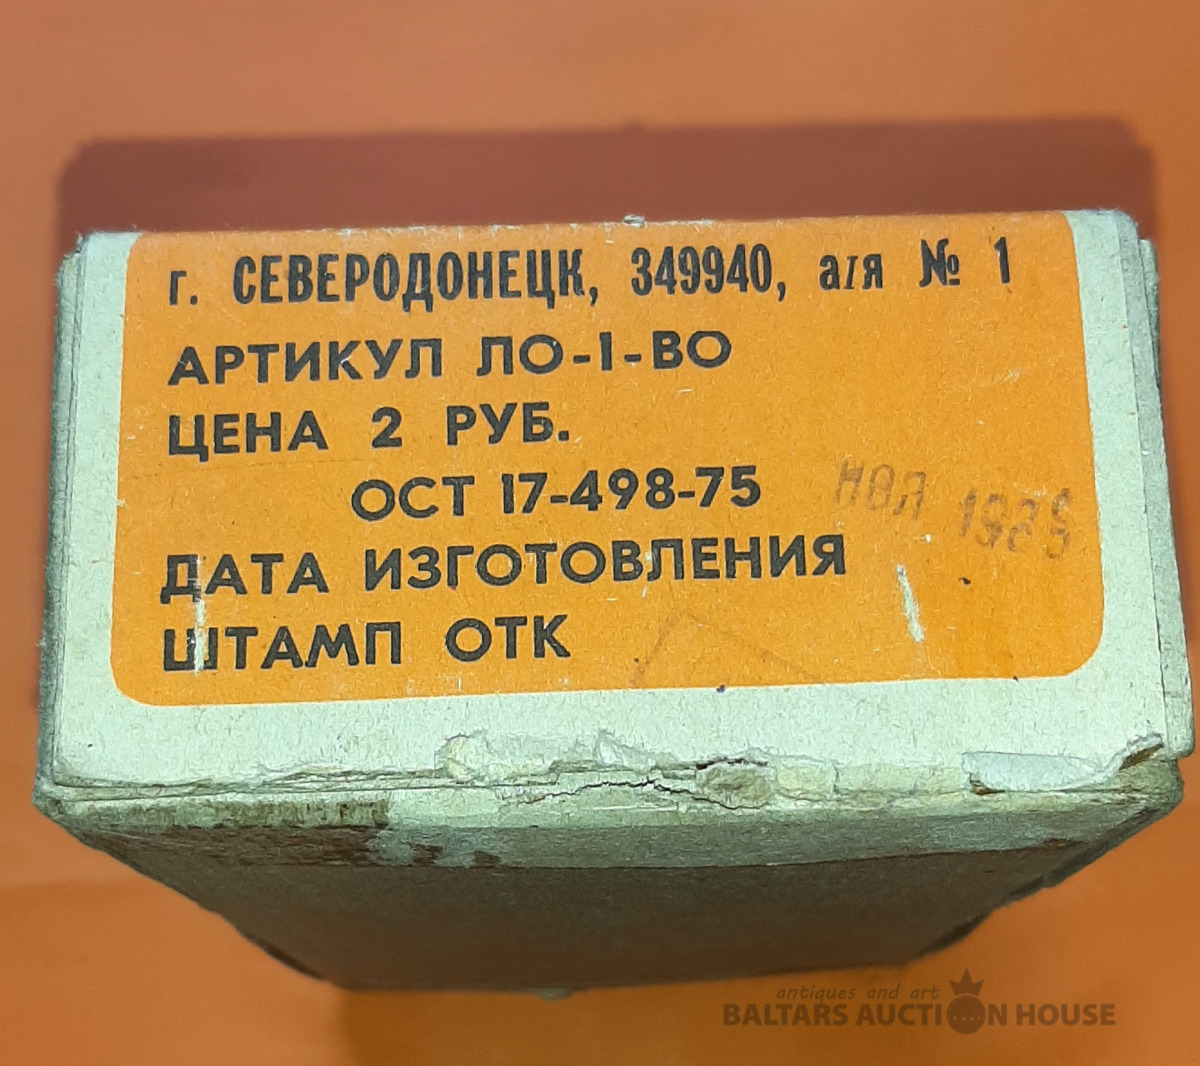 г. СЕВЕРОДОНЕЦК, 349940, а/я № 1
АРТИКУЛ ЛО-1-ВО
ЦЕНА 2 РУБ.
ОСТ 17-498-75
ДАТА ИЗГОТОВЛЕНИЯ
ШТАМП ОТК
antiques and art
BALTARS AUCTION HOUSE